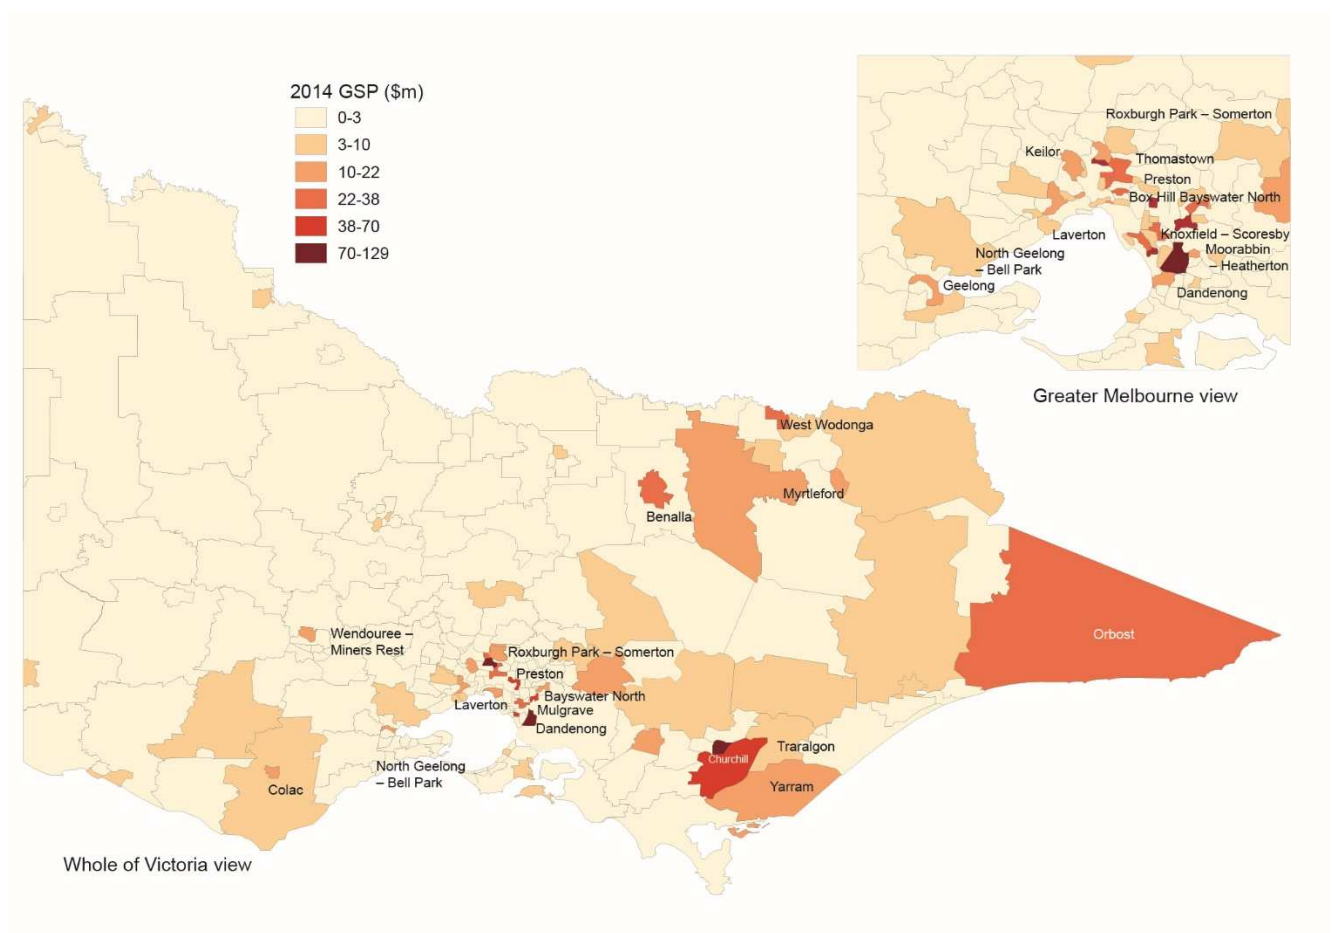 2014 GSP ($m)
0-3
3-10
10-22
22-38
38-70
70-129
Roxburgh Park – Somerton
Keilor
Thomastown
Preston
Box Hill Bayswater North
Laverton
Knoxfield – Scoresby
North Geelong
– Bell Park
Moorabbin
– Heatherton
Geelong
Dandenong
Greater Melbourne view
West Wodonga
Myrtleford
Benalla
Orbost
Wendouree –
Miners Rest
Roxburgh Park – Somerton
Preston
Bayswater North
Laverton
Mulgrave
Dandenong
Traralgon
Churchill
North Geelong
– Bell Park
Yarram
Colac
Whole of Victoria view